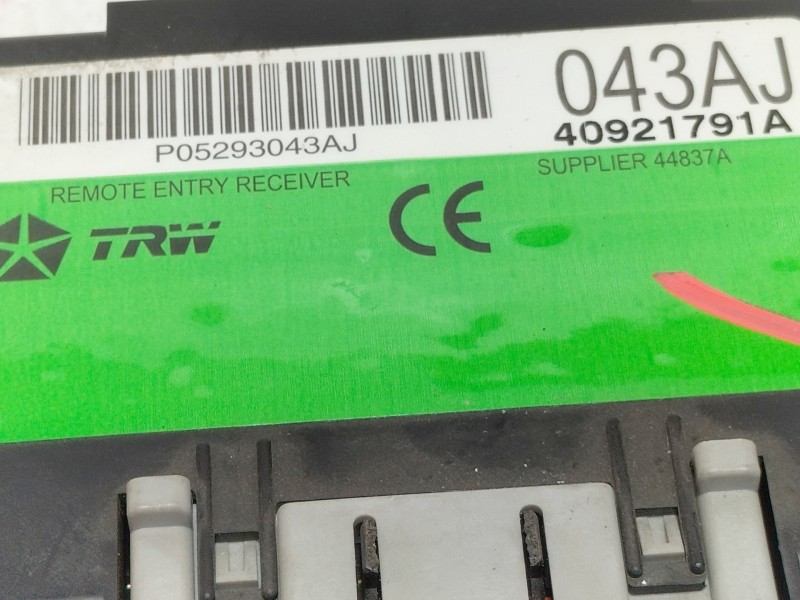 043AJ
P05293043AJ
40921791A
REMOTE ENTRY RECEIVER
SUPPLIER 44837A
TRW
CE